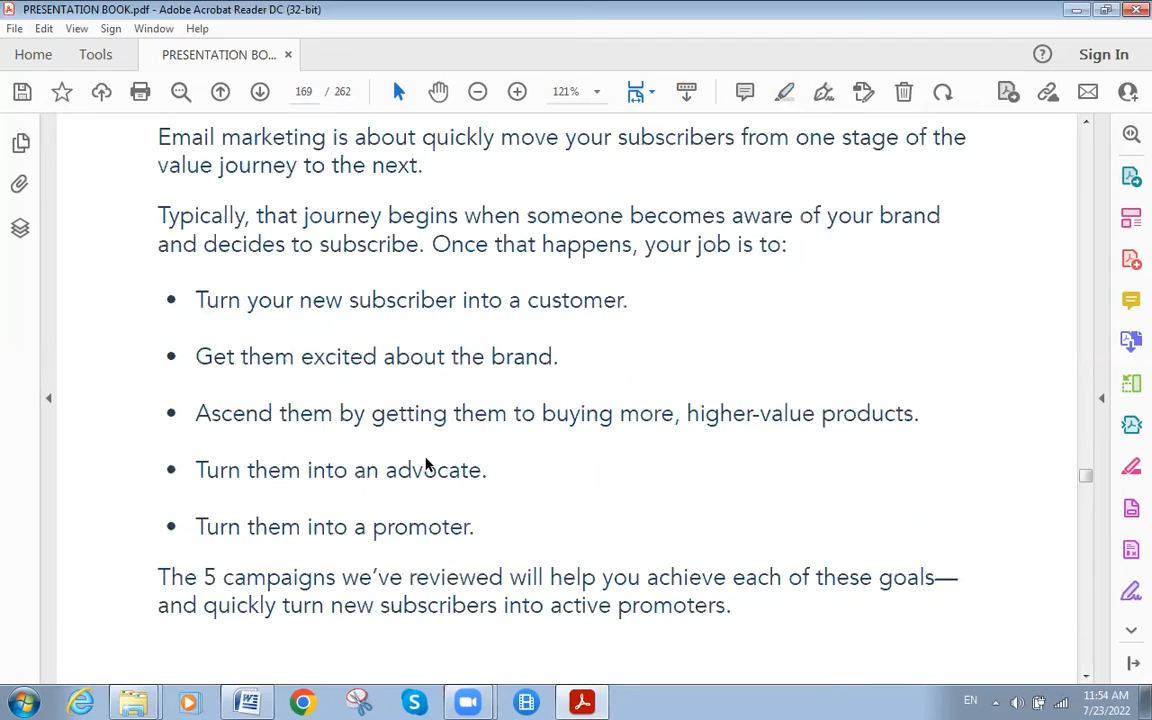 PRESENTATION BOOK.pdf - Adobe Acrobat Reader DC (32-bit)
File Edit View Sign Window Help
Home Tools PRESENTATION BO... × Sign In
169 / 262 121%
Email marketing is about quickly move your subscribers from one stage of the
value journey to the next.
Typically, that journey begins when someone becomes aware of your brand
and decides to subscribe. Once that happens, your job is to:
• Turn your new subscriber into a customer.
• Get them excited about the brand.
• Ascend them by getting them to buying more, higher-value products.
• Turn them into an advocate.
• Turn them into a promoter.
The 5 campaigns we've reviewed will help you achieve each of these goals—
and quickly turn new subscribers into active promoters.
EN 11:54 AM
7/23/2022